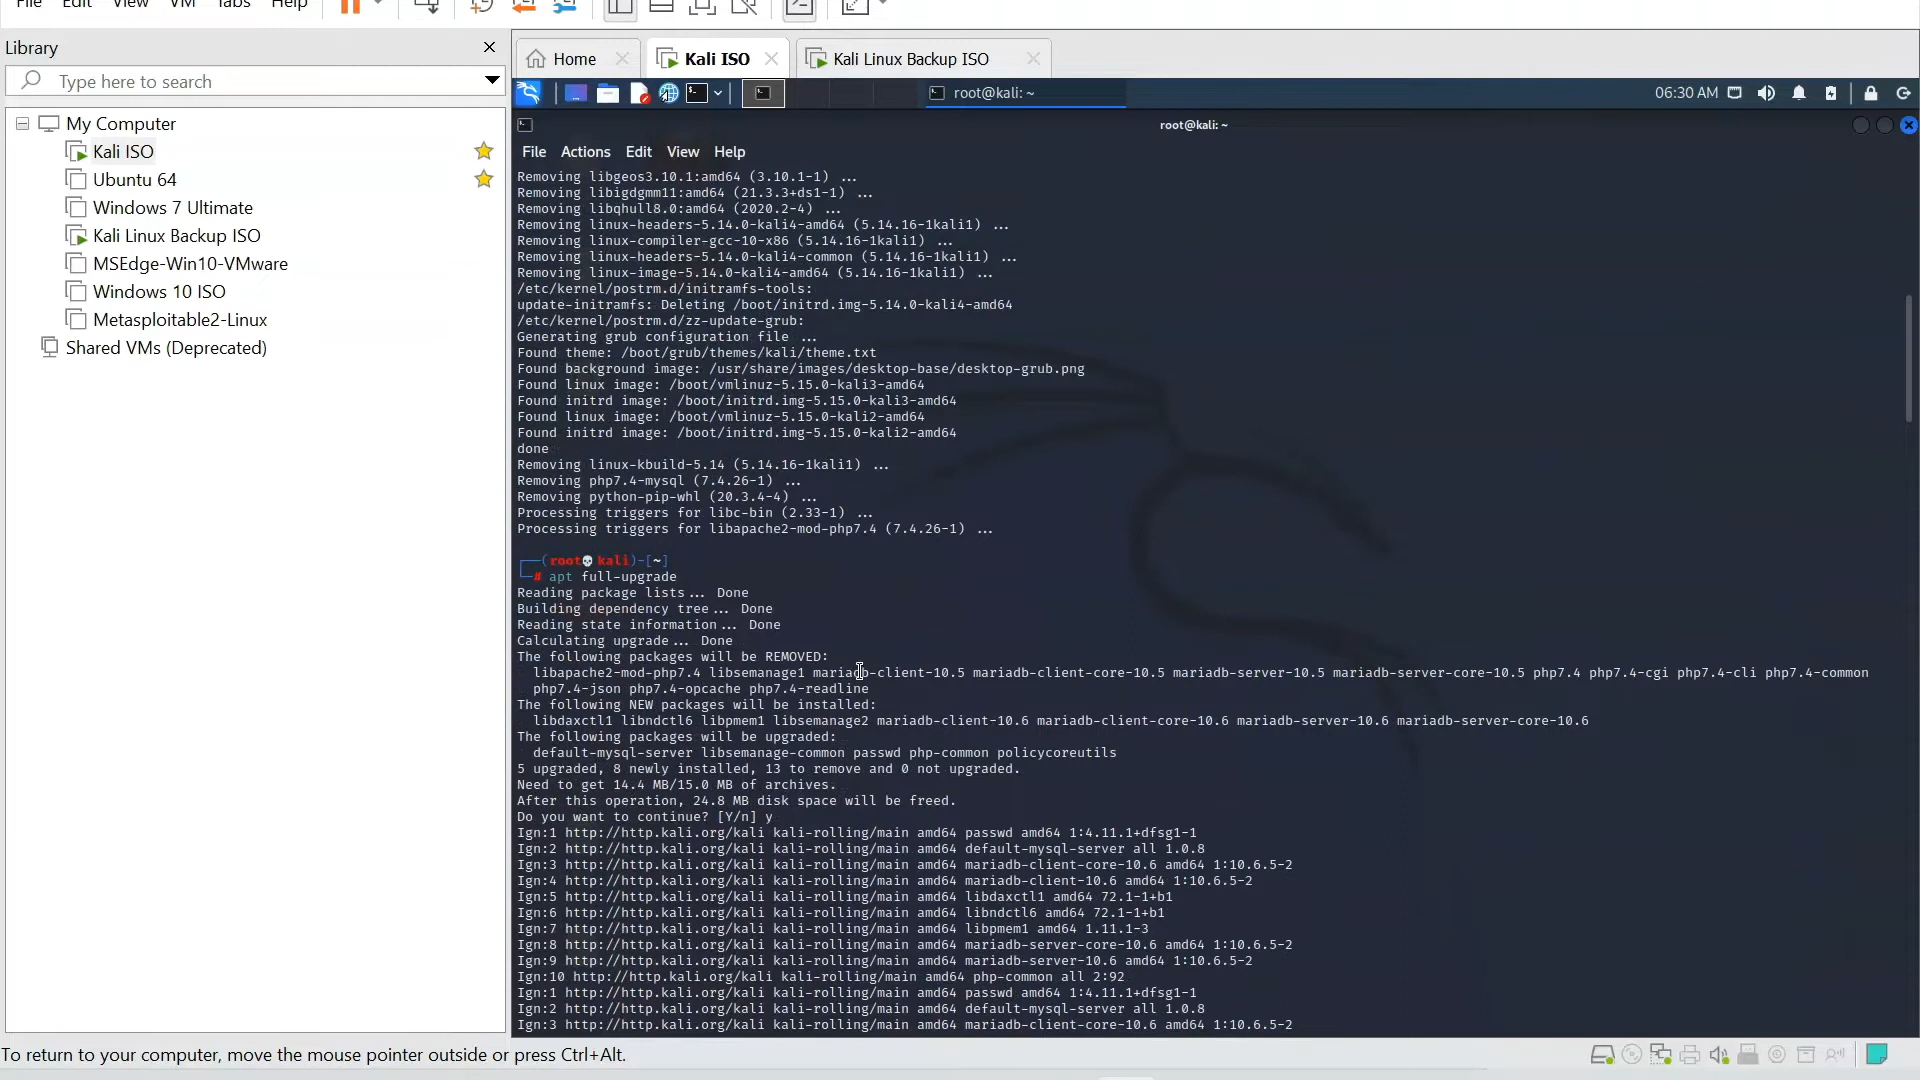 File Edit View VM Tabs Help
Library
Type here to search
My Computer
Kali ISO
Ubuntu 64
Windows 7 Ultimate
Kali Linux Backup ISO
MSEdge-Win10-VMware
Windows 10 ISO
Metasploitable2-Linux
Shared VMs (Deprecated)
Home
Kali ISO
Kali Linux Backup ISO
root@kali: ~
06:30 AM
root@kali: ~
File Actions Edit View Help
Removing libgeos3.10.1:amd64 (3.10.1-1) ...
Removing libigdgmm11:amd64 (21.3.3+ds1-1) ...
Removing libqhull8.0:amd64 (2020.2-4) ...
Removing linux-headers-5.14.0-kali4-amd64 (5.14.16-1kali1) ...
Removing linux-compiler-gcc-10-x86 (5.14.16-1kali1) ...
Removing linux-headers-5.14.0-kali4-common (5.14.16-1kali1) ...
Removing linux-image-5.14.0-kali4-amd64 (5.14.16-1kali1) ...
/etc/kernel/postrm.d/initramfs-tools:
update-initramfs: Deleting /boot/initrd.img-5.14.0-kali4-amd64
/etc/kernel/postrm.d/zz-update-grub:
Generating grub configuration file ...
Found theme: /boot/grub/themes/kali/theme.txt
Found background image: /usr/share/images/desktop-base/desktop-grub.png
Found linux image: /boot/vmlinuz-5.15.0-kali3-amd64
Found initrd image: /boot/initrd.img-5.15.0-kali3-amd64
Found linux image: /boot/vmlinuz-5.15.0-kali2-amd64
Found initrd image: /boot/initrd.img-5.15.0-kali2-amd64
done
Removing linux-kbuild-5.14 (5.14.16-1kali1) ...
Removing php7.4-mysql (7.4.26-1) ...
Removing python-pip-whl (20.3.4-4) ...
Processing triggers for libc-bin (2.33-1) ...
Processing triggers for libapache2-mod-php7.4 (7.4.26-1) ...
┌──(root💀kali)-[~]
└─# apt full-upgrade
Reading package lists... Done
Building dependency tree... Done
Reading state information... Done
Calculating upgrade... Done
The following packages will be REMOVED:
libapache2-mod-php7.4 libsemanage1 mariadb-client-10.5 mariadb-client-core-10.5 mariadb-server-10.5 mariadb-server-core-10.5 php7.4 php7.4-cgi php7.4-cli php7.4-common
php7.4-json php7.4-opcache php7.4-readline
The following NEW packages will be installed:
libdaxctl1 libndctl6 libpmem1 libsemanage2 mariadb-client-10.6 mariadb-client-core-10.6 mariadb-server-10.6 mariadb-server-core-10.6
The following packages will be upgraded:
default-mysql-server libsemanage-common passwd php-common policycoreutils
5 upgraded, 8 newly installed, 13 to remove and 0 not upgraded.
Need to get 14.4 MB/15.0 MB of archives.
After this operation, 24.8 MB disk space will be freed.
Do you want to continue? [Y/n] y
Ign:1 http://http.kali.org/kali kali-rolling/main amd64 passwd amd64 1:4.11.1+dfsg1-1
Ign:2 http://http.kali.org/kali kali-rolling/main amd64 default-mysql-server all 1.0.8
Ign:3 http://http.kali.org/kali kali-rolling/main amd64 mariadb-client-core-10.6 amd64 1:10.6.5-2
Ign:4 http://http.kali.org/kali kali-rolling/main amd64 mariadb-client-10.6 amd64 1:10.6.5-2
Ign:5 http://http.kali.org/kali kali-rolling/main amd64 libdaxctl1 amd64 72.1-1+b1
Ign:6 http://http.kali.org/kali kali-rolling/main amd64 libndctl6 amd64 72.1-1+b1
Ign:7 http://http.kali.org/kali kali-rolling/main amd64 libpmem1 amd64 1.11.1-3
Ign:8 http://http.kali.org/kali kali-rolling/main amd64 mariadb-server-core-10.6 amd64 1:10.6.5-2
Ign:9 http://http.kali.org/kali kali-rolling/main amd64 mariadb-server-10.6 amd64 1:10.6.5-2
Ign:10 http://http.kali.org/kali kali-rolling/main amd64 php-common all 2:92
Ign:1 http://http.kali.org/kali kali-rolling/main amd64 passwd amd64 1:4.11.1+dfsg1-1
Ign:2 http://http.kali.org/kali kali-rolling/main amd64 default-mysql-server all 1.0.8
Ign:3 http://http.kali.org/kali kali-rolling/main amd64 mariadb-client-core-10.6 amd64 1:10.6.5-2
To return to your computer, move the mouse pointer outside or press Ctrl+Alt.